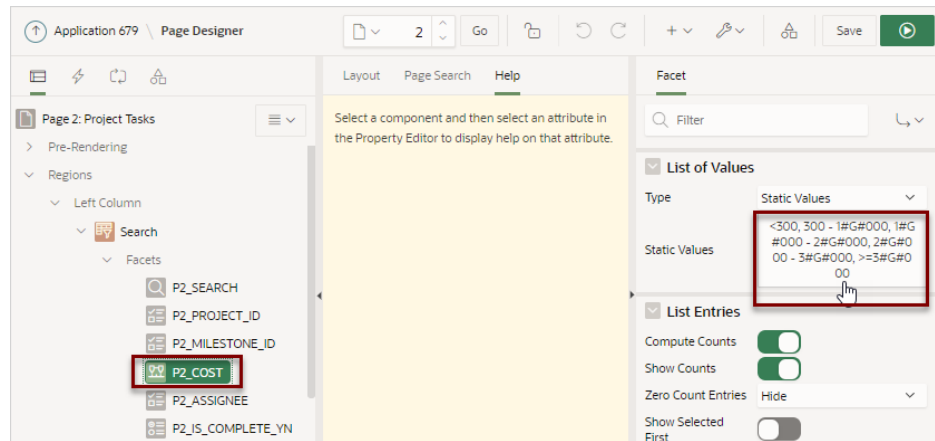 Application 679 \ Page Designer
2
Go
Save
Layout Page Search Help
Facet
Page 2: Project Tasks
Select a component and then select an attribute in
the Property Editor to display help on that attribute.
Filter
Pre-Rendering
Regions
Left Column
Search
Facets
P2_SEARCH
P2_PROJECT_ID
P2_MILESTONE_ID
P2_COST
P2_ASSIGNEE
P2_IS_COMPLETE_YN
List of Values
Type Static Values
Static Values
<300, 300 - 1#G#000, 1#G
#000 - 2#G#000, 2#G#0
00 - 3#G#000, >=3#G#0
00
List Entries
Compute Counts
Show Counts
Zero Count Entries Hide
Show Selected
First